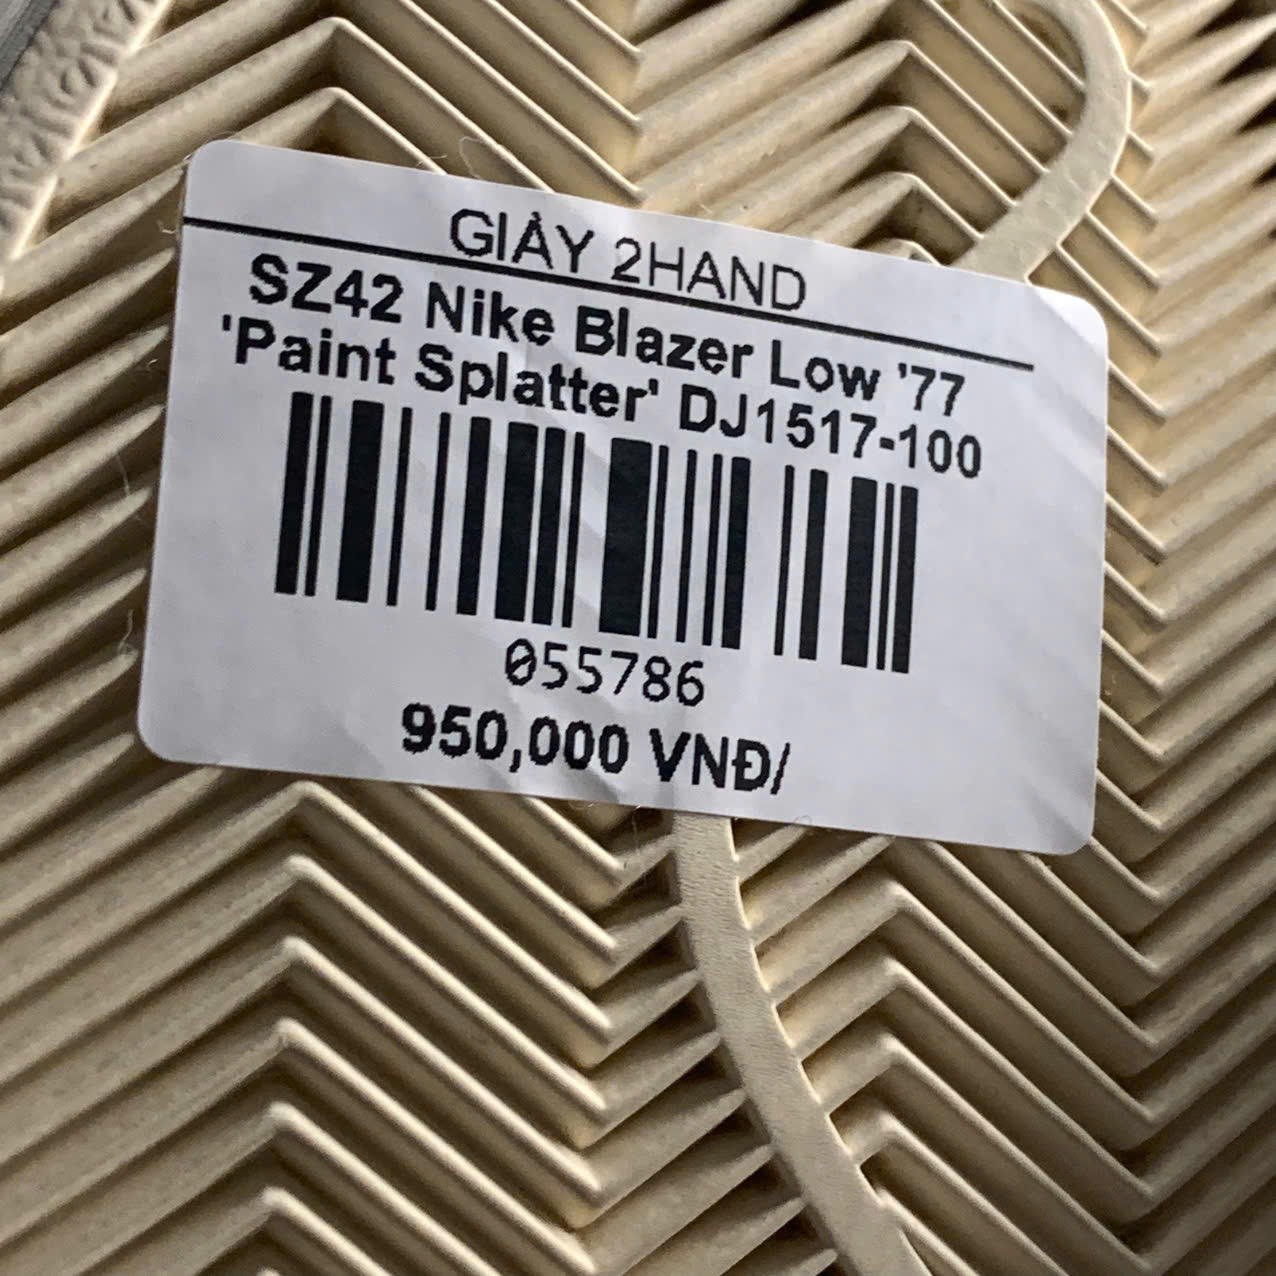 GIÀY 2HAND
SZ42 Nike Blazer Low '77
'Paint Splatter' DJ1517-100
055786
950,000 VNĐ/